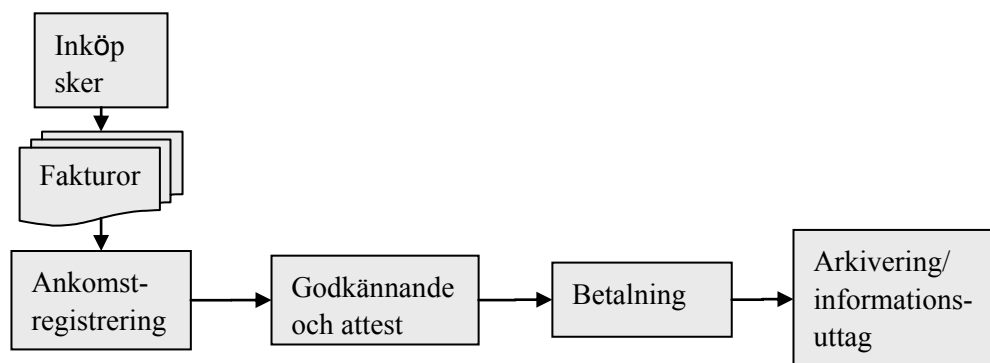 Inköp
sker
Fakturor
Ankomst-
registrering
Godkännande
och attest
Betalning
Arkivering/
informations-
uttag